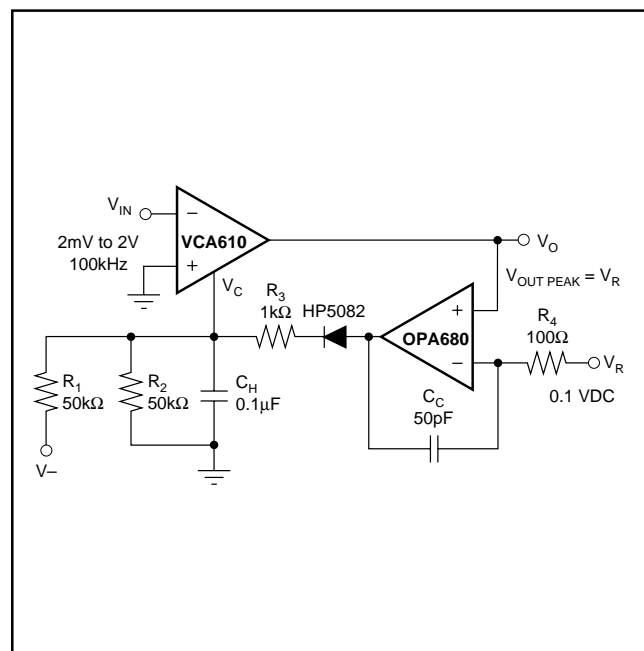 V_IN
−
VCA610
+
2mV to 2V
100kHz
V_O
V_OUT PEAK = V_R
V_C
R_3
1kΩ
HP5082
+
OPA680
−
R_4
100Ω
V_R
0.1 VDC
R_1
50kΩ
R_2
50kΩ
C_H
0.1µF
C_C
50pF
V–